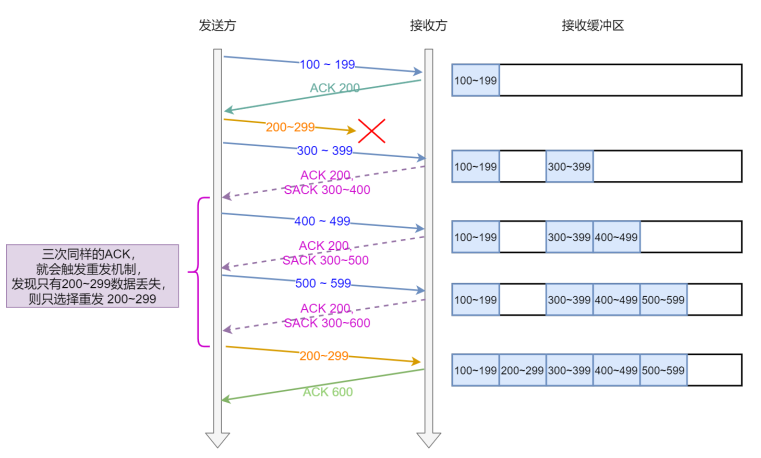 发送方
接收方
接收缓冲区
100 ~ 199
100~199
ACK 200
200~299
300 ~ 399
100~199
300~399
ACK 200,
SACK 300~400
400 ~ 499
100~199
300~399
400~499
ACK 200,
SACK 300~500
三次同样的ACK，
就会触发重发机制，
发现只有200~299数据丢失，
则只选择重发 200~299
500 ~ 599
100~199
300~399
400~499
500~599
ACK 200,
SACK 300~600
200~299
100~199
200~299
300~399
400~499
500~599
ACK 600